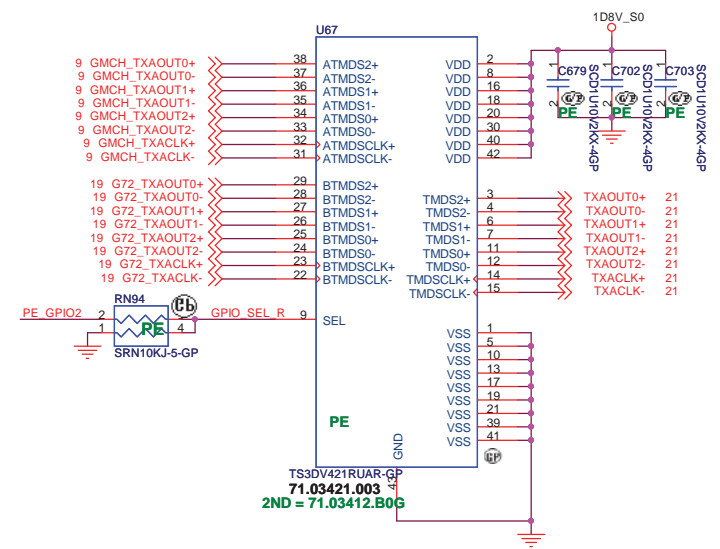 1D8V_S0
U67
9 GMCH_TXAOUT0+ 38 ATMDS2+
9 GMCH_TXAOUT0- 37 ATMDS2-
9 GMCH_TXAOUT1+ 36 ATMDS1+
9 GMCH_TXAOUT1- 35 ATMDS1-
9 GMCH_TXAOUT2+ 34 ATMDS0+
9 GMCH_TXAOUT2- 33 ATMDS0-
9 GMCH_TXACLK+ 32 ATMDSCLK+
9 GMCH_TXACLK- 31 ATMDSCLK-
VDD 2
VDD 8
VDD 16
VDD 18
VDD 20
VDD 30
VDD 40
VDD 42
1 C679 2 PE SCD1U10V2KX-4GP
1 C702 2 PE SCD1U10V2KX-4GP
1 C703 2 PE SCD1U10V2KX-4GP
19 G72_TXAOUT0+ 29 BTMDS2+
19 G72_TXAOUT0- 28 BTMDS2-
19 G72_TXAOUT1+ 27 BTMDS1+
19 G72_TXAOUT1- 26 BTMDS1-
19 G72_TXAOUT2+ 25 BTMDS0+
19 G72_TXAOUT2- 24 BTMDS0-
19 G72_TXACLK+ 23 BTMDSCLK+
19 G72_TXACLK- 22 BTMDSCLK-
TMDS2+ 3 TXAOUT0+ 21
TMDS2- 4 TXAOUT0- 21
TMDS1+ 6 TXAOUT1+ 21
TMDS1- 7 TXAOUT1- 21
TMDS0+ 11 TXAOUT2+ 21
TMDS0- 12 TXAOUT2- 21
TMDSCLK+ 14 TXACLK+ 21
TMDSCLK- 15 TXACLK- 21
RN94
PE_GPIO2 2 3 GPIO_SEL_R 9 SEL
1 PE 4
SRN10KJ-5-GP
VSS 1
VSS 5
VSS 10
VSS 13
VSS 17
VSS 19
VSS 21
VSS 39
VSS 41
PE
GP
GND
43
TS3DV421RUAR-GP
71.03421.003
2ND = 71.03412.B0G